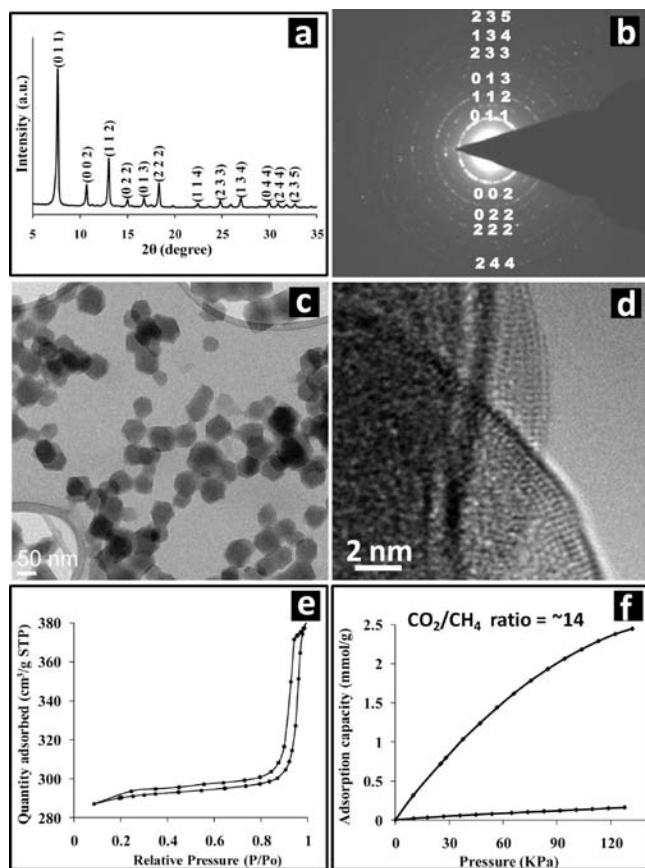 a
Intensity (a.u.)
(0 1 1)
(0 0 2)
(1 1 2)
(0 2 2)
(0 1 3)
(2 2 2)
(1 1 4)
(2 3 3)
(1 3 4)
(0 4 4)
(2 4 4)
(2 3 5)
5 10 15 20 25 30 35
2θ (degree)
b
2 3 5
1 3 4
2 3 3
0 1 3
1 1 2
0 1 1
0 0 2
0 2 2
2 2 2
2 4 4
c
50 nm
d
2 nm
e
Quantity adsorbed (cm³/g STP)
380
360
340
320
300
280
0 0.2 0.4 0.6 0.8 1
Relative Pressure (P/Po)
f
CO₂/CH₄ ratio = ~14
Adsorption capacity (mmol/g)
2.5
2
1.5
1
0.5
0
0 30 60 90 120
Pressure (KPa)